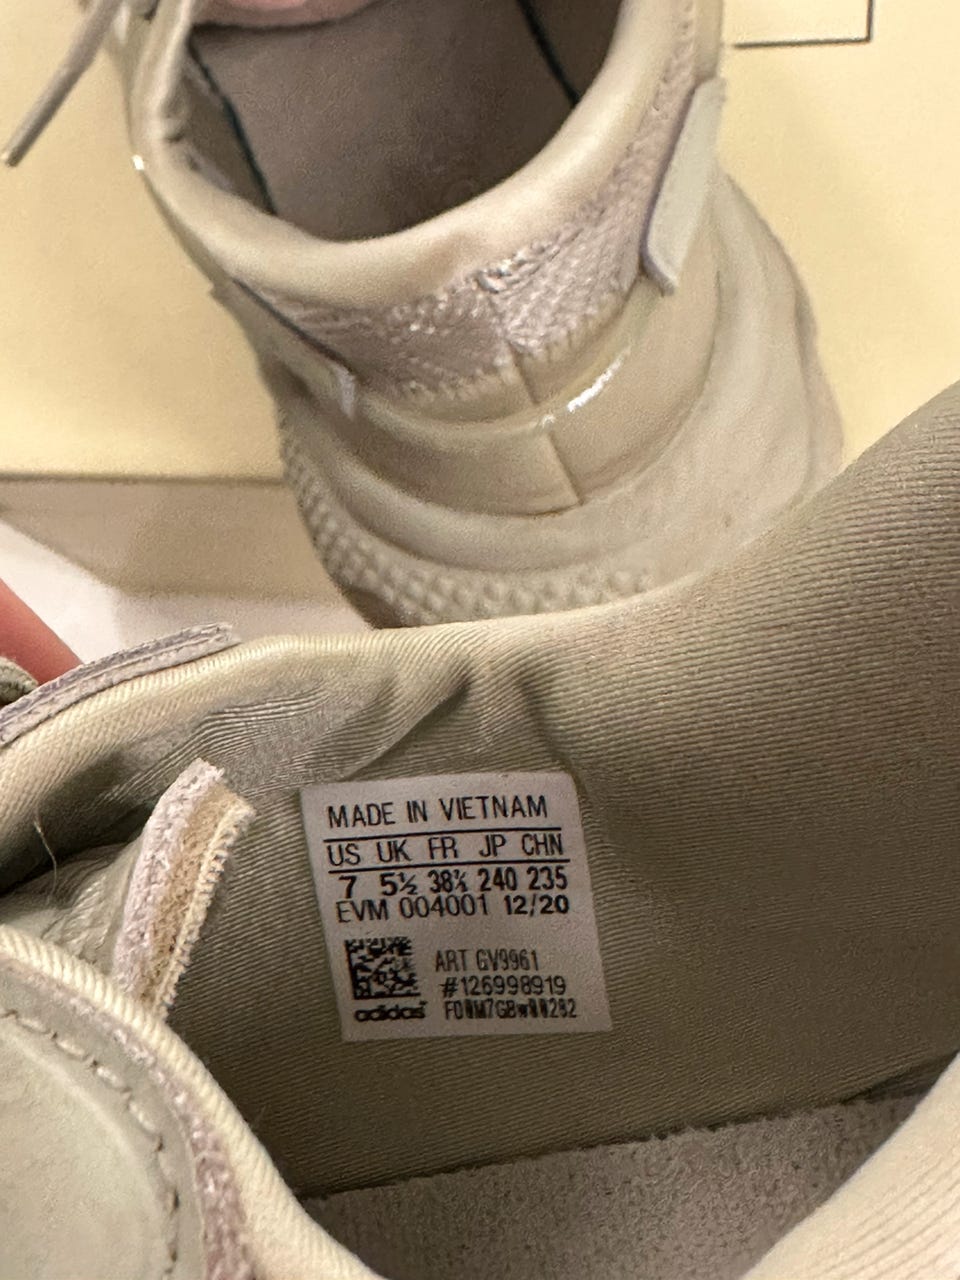 MADE IN VIETNAM
US UK FR JP CHN
7 5½ 38⅔ 240 235
EVM 004001 12/20
ART GV9961
#126998919
adidas